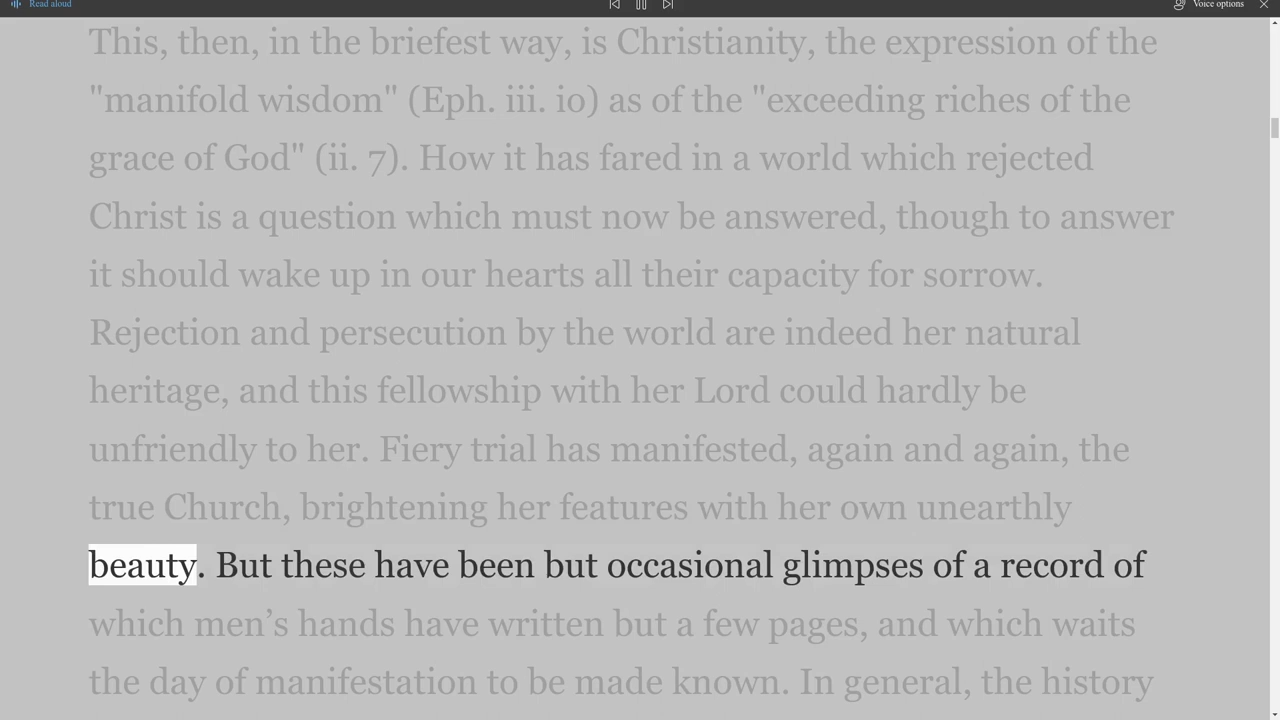 Read aloud
Voice options
This, then, in the briefest way, is Christianity, the expression of the
"manifold wisdom" (Eph. iii. io) as of the "exceeding riches of the
grace of God" (ii. 7). How it has fared in a world which rejected
Christ is a question which must now be answered, though to answer
it should wake up in our hearts all their capacity for sorrow.
Rejection and persecution by the world are indeed her natural
heritage, and this fellowship with her Lord could hardly be
unfriendly to her. Fiery trial has manifested, again and again, the
true Church, brightening her features with her own unearthly
beauty. But these have been but occasional glimpses of a record of
which men’s hands have written but a few pages, and which waits
the day of manifestation to be made known. In general, the history